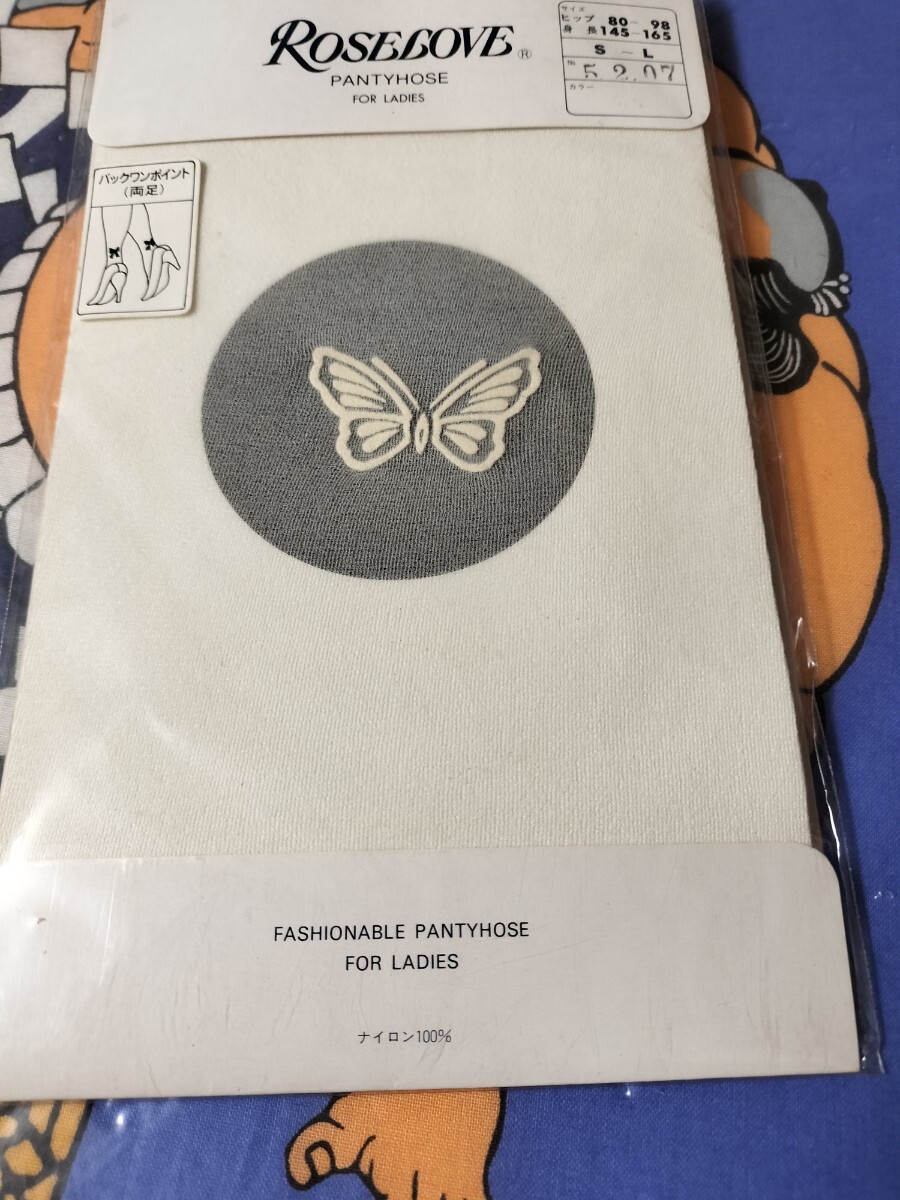 ROSELOVE®
PANTYHOSE
FOR LADIES
サイズ
ヒップ 80-98
身長 145-165
S - L
№ 5207
カラー
バックワンポイント
(両足)
FASHIONABLE PANTYHOSE
FOR LADIES
ナイロン100%